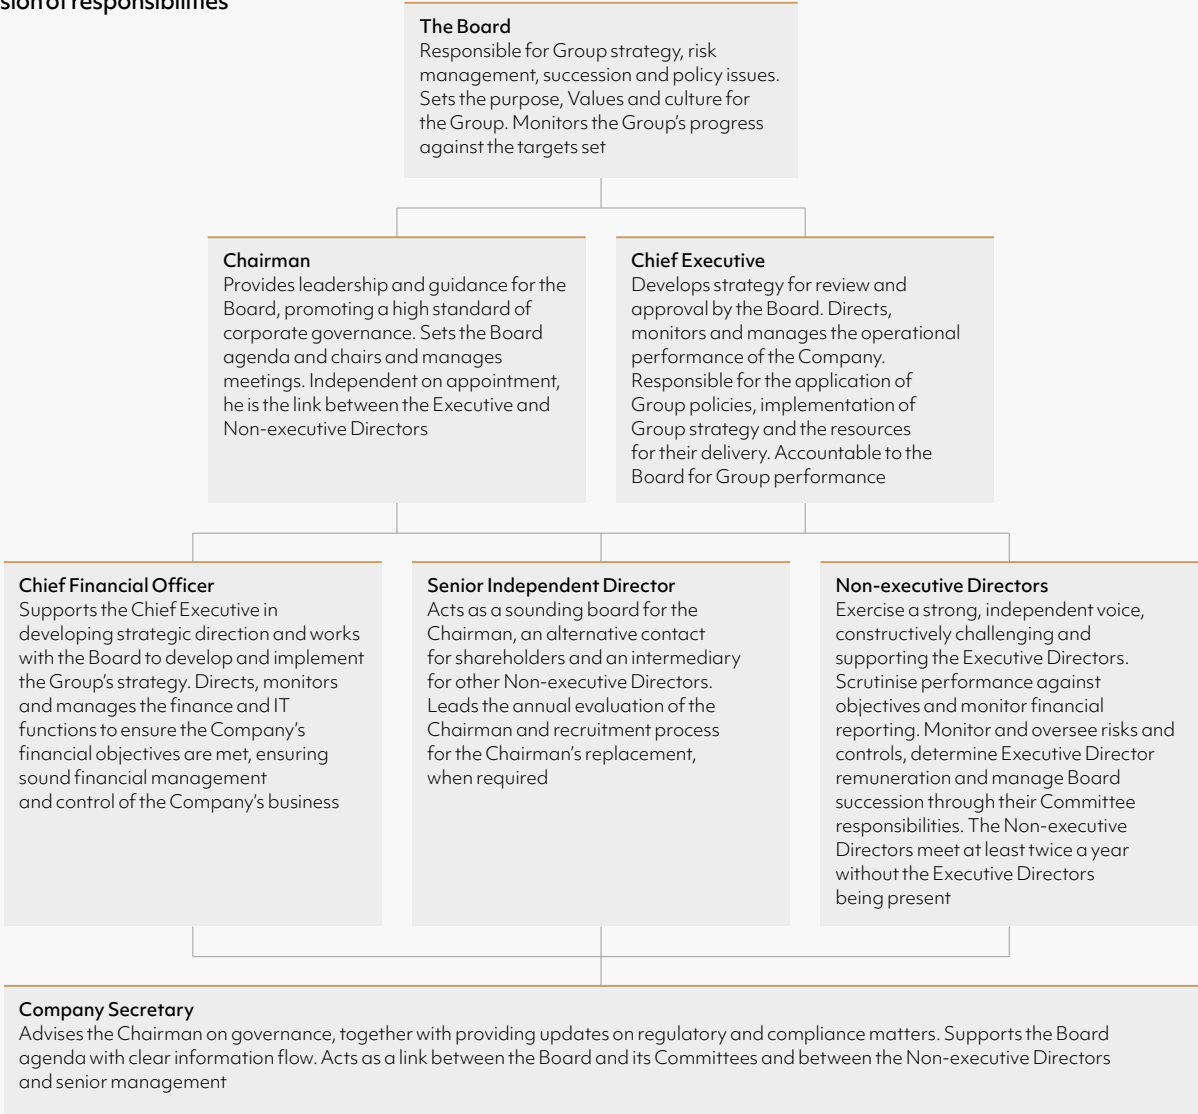 sion of responsibilities
The Board
Responsible for Group strategy, risk
management, succession and policy issues.
Sets the purpose, Values and culture for
the Group. Monitors the Group's progress
against the targets set
Chairman
Provides leadership and guidance for the
Board, promoting a high standard of
corporate governance. Sets the Board
agenda and chairs and manages
meetings. Independent on appointment,
he is the link between the Executive and
Non-executive Directors
Chief Executive
Develops strategy for review and
approval by the Board. Directs,
monitors and manages the operational
performance of the Company.
Responsible for the application of
Group policies, implementation of
Group strategy and the resources
for their delivery. Accountable to the
Board for Group performance
Chief Financial Officer
Supports the Chief Executive in
developing strategic direction and works
with the Board to develop and implement
the Group's strategy. Directs, monitors
and manages the finance and IT
functions to ensure the Company's
financial objectives are met, ensuring
sound financial management
and control of the Company's business
Senior Independent Director
Acts as a sounding board for the
Chairman, an alternative contact
for shareholders and an intermediary
for other Non-executive Directors.
Leads the annual evaluation of the
Chairman and recruitment process
for the Chairman's replacement,
when required
Non-executive Directors
Exercise a strong, independent voice,
constructively challenging and
supporting the Executive Directors.
Scrutinise performance against
objectives and monitor financial
reporting. Monitor and oversee risks and
controls, determine Executive Director
remuneration and manage Board
succession through their Committee
responsibilities. The Non-executive
Directors meet at least twice a year
without the Executive Directors
being present
Company Secretary
Advises the Chairman on governance, together with providing updates on regulatory and compliance matters. Supports the Board
agenda with clear information flow. Acts as a link between the Board and its Committees and between the Non-executive Directors
and senior management